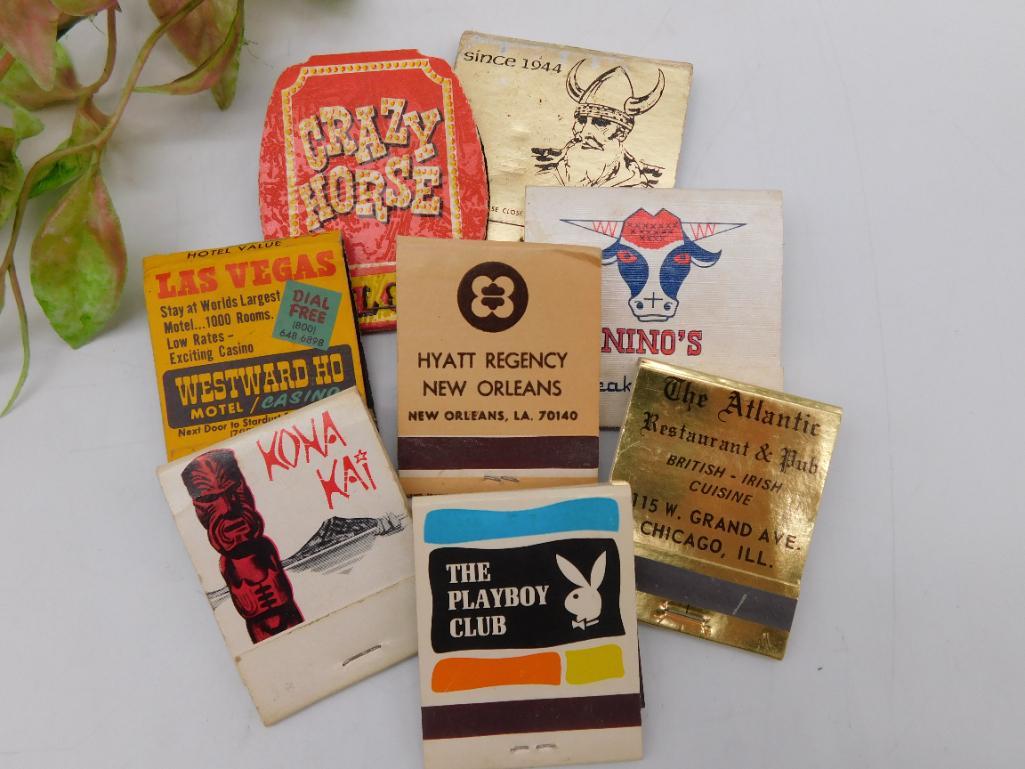 CRAZY
HORSE
since 1944
SE CLOSE
NINO'S
HOTEL VALUE
LAS VEGAS
Stay at Worlds Largest
Motel...1000 Rooms.
Low Rates -
Exciting Casino
DIAL
FREE
(800)
648 6898
WESTWARD HO
MOTEL / CASINO
Next Door to Stardust
HYATT REGENCY
NEW ORLEANS
NEW ORLEANS, LA. 70140
The Atlantic
Restaurant & Pub
BRITISH - IRISH
CUISINE
115 W. GRAND AVE.
CHICAGO, ILL.
KONA
KAI
THE
PLAYBOY
CLUB